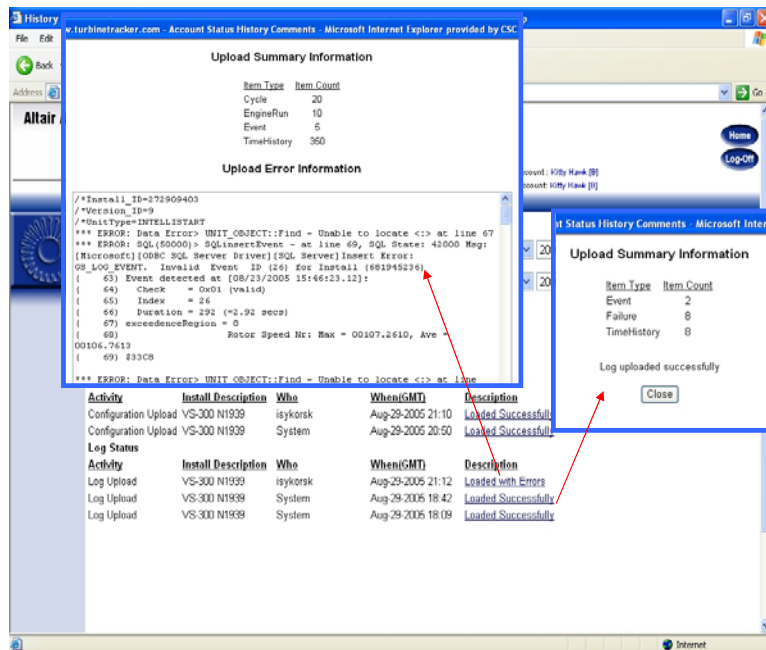 History
File Edit
Back
Address
Go
w.turbinetracker.com - Account Status History Comments - Microsoft Internet Explorer provided by CSC
Upload Summary Information
Item Type Item Count
Cycle 20
EngineRun 10
Event 5
TimeHistory 360
Upload Error Information
/*Install_ID=272909403
/*Version_ID=9
/*UnitType=INTELLISTART
*** ERROR: Data Error> UNIT_OBJECT::Find - Unable to locate <:> at line 67
*** ERROR: SQL(50000)> SQLinsertEvent - at line 69, SQL State: 42000 Msg:
[Microsoft][ODBC SQL Server Driver][SQL Server]Insert Error:
GS_LOG_EVENT. Invalid Event ID (26) for Install (681945236)
( 63) Event detected at [08/23/2005 15:46:23.12]:
( 64) Check = 0x01 (valid)
( 65) Index = 26
( 66) Duration = 292 (=2.92 secs)
( 67) exceedenceRegion = 0
( 68) Rotor Speed Nr: Max = 00107.2610, Ave =
00106.7613
( 69) $33C8
*** ERROR: Data Error> UNIT_OBJECT::Find - Unable to locate <:> at line
Altair
Home
Log-Off
count : Kitty Hawk [B]
count: Kitty Hawk [B]
20
20
nt Status History Comments - Microsoft Inter
Upload Summary Information
Item Type Item Count
Event 2
Failure 8
TimeHistory 8
Log uploaded successfully
Close
Activity Install Description Who When(GMT) Description
Configuration Upload VS-300 N1939 isykorsk Aug-29-2005 21:10 Loaded Successfully
Configuration Upload VS-300 N1939 System Aug-29-2005 20:50 Loaded Successfully
Log Status
Activity Install Description Who When(GMT) Description
Log Upload VS-300 N1939 isykorsk Aug-29-2005 21:12 Loaded with Errors
Log Upload VS-300 N1939 System Aug-29-2005 18:42 Loaded Successfully
Log Upload VS-300 N1939 System Aug-29-2005 18:09 Loaded Successfully
Internet